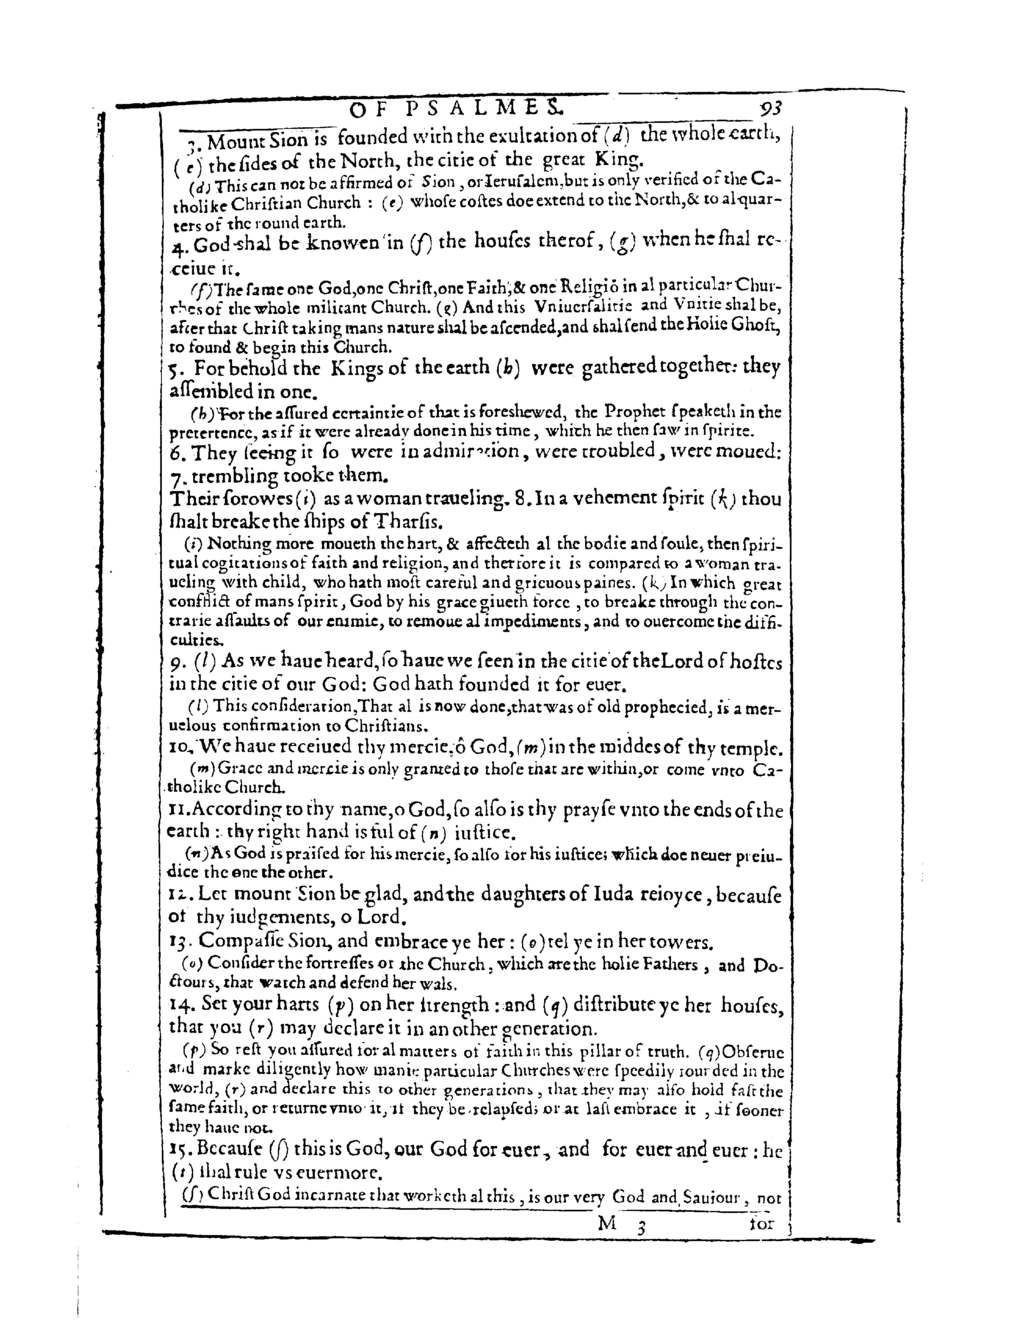 OF PSALMES. 93
3. Mount Sion is founded with the exultation of (d) the whole earth,
(e) the ſides of the North, the citie of the great King.
(d) This can not be affirmed of Sion, or Ieruſalem, but is only verified of the Ca-
tholike Chriſtian Church : (e) whoſe coſtes doe extend to the North, & to al quar-
ters of the round earth.
4. God shal be knowen in (f) the houſes therof, (g) when he ſhal re-
ceiue it.
(f) The ſame one God, one Chriſt, one Faith, & one Religiõ in al particular Chur-
ches of the whole militant Church. (g) And this Vniuerſalitie and Vnitie shal be,
after that Chriſt taking mans nature shal be aſcended, and shal ſend the Holie Ghoſt,
to found & begin this Church.
5. For behold the Kings of the earth (h) were gathered together: they
aſſembled in one.
(h) For the aſſured certaintie of that is foreshewed, the Prophet ſpeaketh in the
pretertence, as if it were already done in his time, which he then ſaw in ſpirite.
6. They ſeeing it ſo were in admiration, were troubled, were moued:
7. trembling tooke them.
Their ſorowes (i) as a woman traueling. 8. In a vehement ſpirit (k) thou
ſhalt breake the ſhips of Tharſis.
(i) Nothing more moueth the hart, & affecteth al the bodie and ſoule, then ſpiri-
tual cogitations of faith and religion, and therfore it is compared to a woman tra-
ueling with child, who hath moſt careful and grieuous paines. (k) In which great
conflict of mans ſpirit, God by his grace giueth force, to breake through the con-
trarie aſſaults of our enimie, to remoue al impediments, and to ouercome the diffi-
culties.
9. (l) As we haue heard, ſo haue we ſeen in the citie of the Lord of hoſtes
in the citie of our God: God hath founded it for euer.
(l) This conſideration, That al is now done, that was of old prophecied, is a mer-
uelous confirmation to Chriſtians.
10. We haue receiued thy mercie, ô God, (m) in the middes of thy temple.
(m) Grace and mercie is only granted to thoſe that are within, or come vnto Ca-
tholike Church.
11. According to thy name, o God, ſo alſo is thy prayſe vnto the ends of the
earth : thy right hand is ful of (n) iuſtice.
(n) As God is praiſed for his mercie, ſo alſo for his iuſtice; which doe neuer preiu-
dice the one the other.
12. Let mount Sion be glad, and the daughters of Iuda reioyce, becauſe
of thy iudgements, o Lord.
13. Compaſſe Sion, and embrace ye her : (o) tel ye in her towers.
(o) Conſider the fortreſſes of the Church, which are the holie Fathers, and Do-
ctours, that watch and defend her wals.
14. Set your harts (p) on her ſtrength : and (q) diſtribute ye her houſes,
that you (r) may declare it in an other generation.
(p) So reſt you aſſured for al matters of faith in this pillar of truth. (q) Obſerue
and marke diligently how manie particular Churches were ſpeedily founded in the
world, (r) and declare this to other generations, that they may alſo hold faſt the
ſame faith, or returne vnto it, if they be relapſed; or at laſt embrace it, if ſooner
they haue not.
15. Becauſe (ſ) this is God, our God for euer, and for euer and euer : he
(t) ſhal rule vs euermore.
(ſ) Chriſt God incarnate that worketh al this, is our very God and Sauiour, not
M 3 for